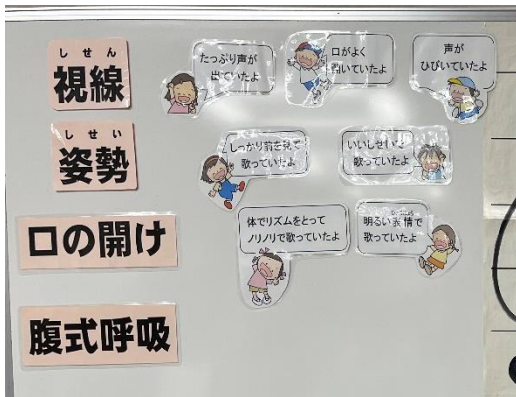 しせん
視線
しせい
姿勢
口の開け
腹式呼吸
たっぷり声が
出ていたよ
口がよく
開いていたよ
声が
ひびいていたよ
しっかり前を見て
歌っていたよ
いいしせいで
歌っていたよ
体でリズムをとって
ノリノリで歌っていたよ
明るい表情で
歌っていたよ